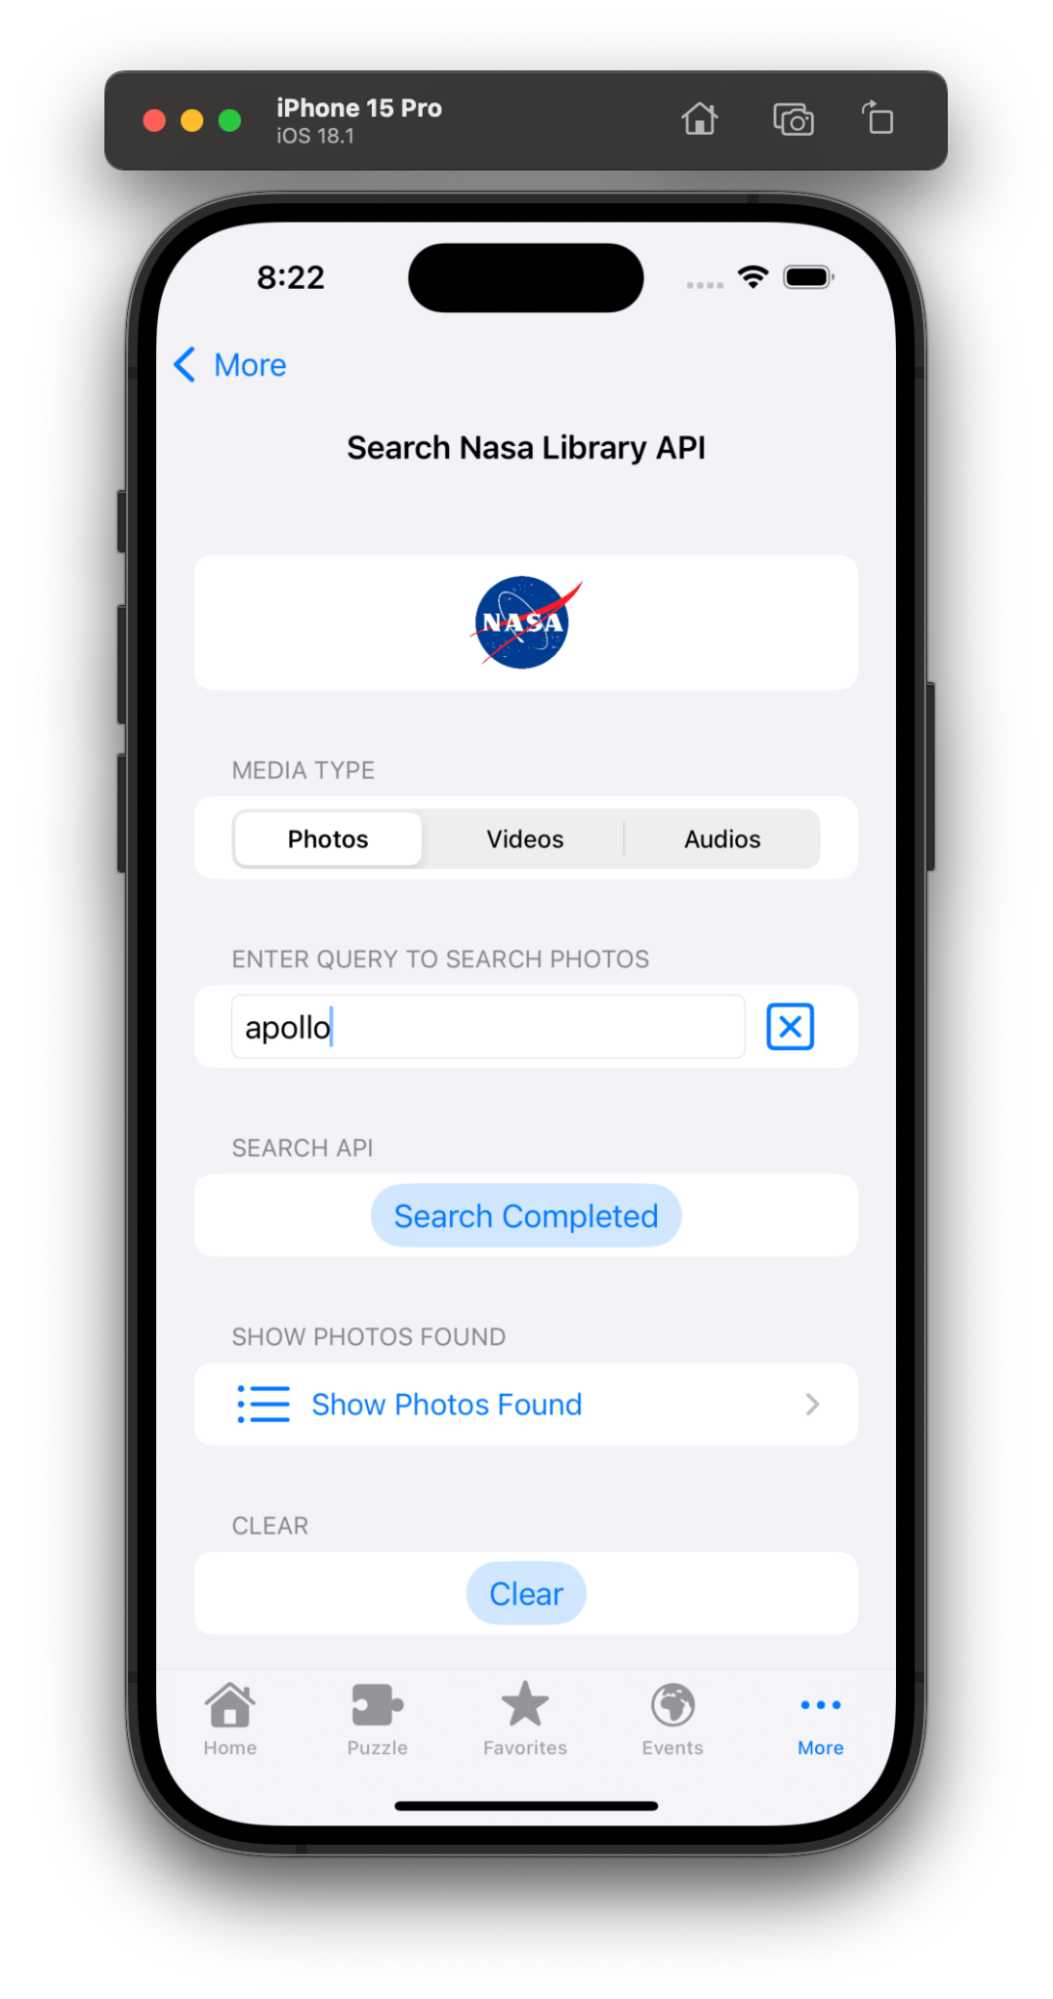 iPhone 15 Pro
iOS 18.1
8:22
More
Search Nasa Library API
NASA
MEDIA TYPE
Photos Videos Audios
ENTER QUERY TO SEARCH PHOTOS
apollo
SEARCH API
Search Completed
SHOW PHOTOS FOUND
Show Photos Found
CLEAR
Clear
Home Puzzle Favorites Events More